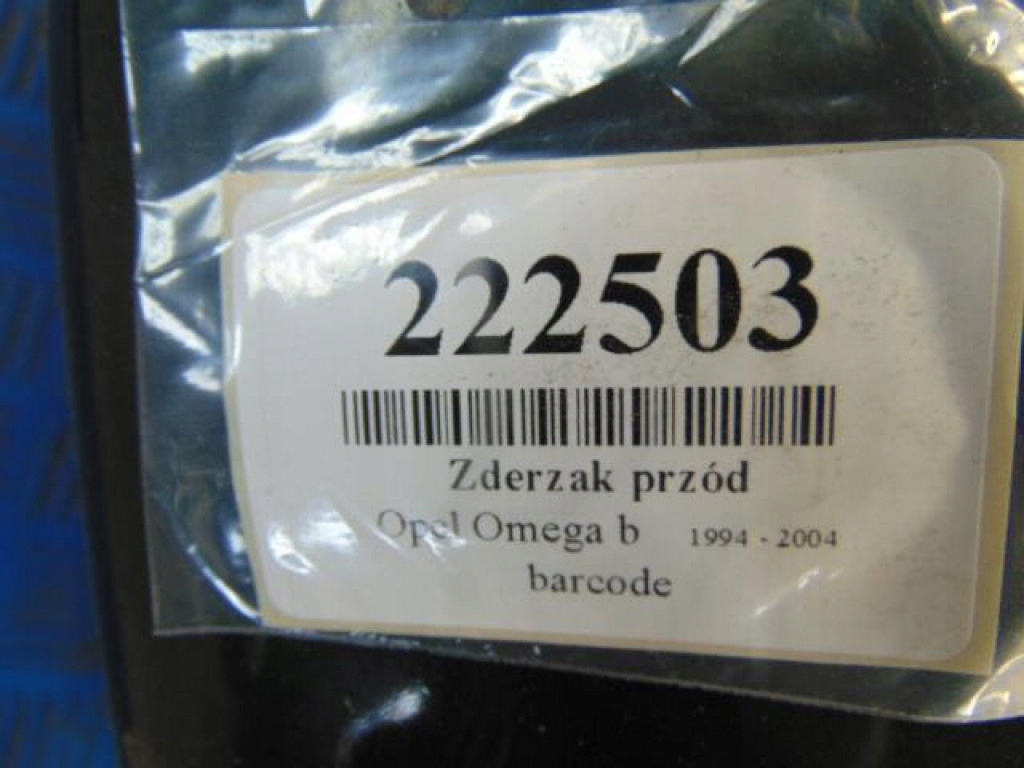 222503
Zderzak przód
Opel Omega b 1994 - 2004
barcode